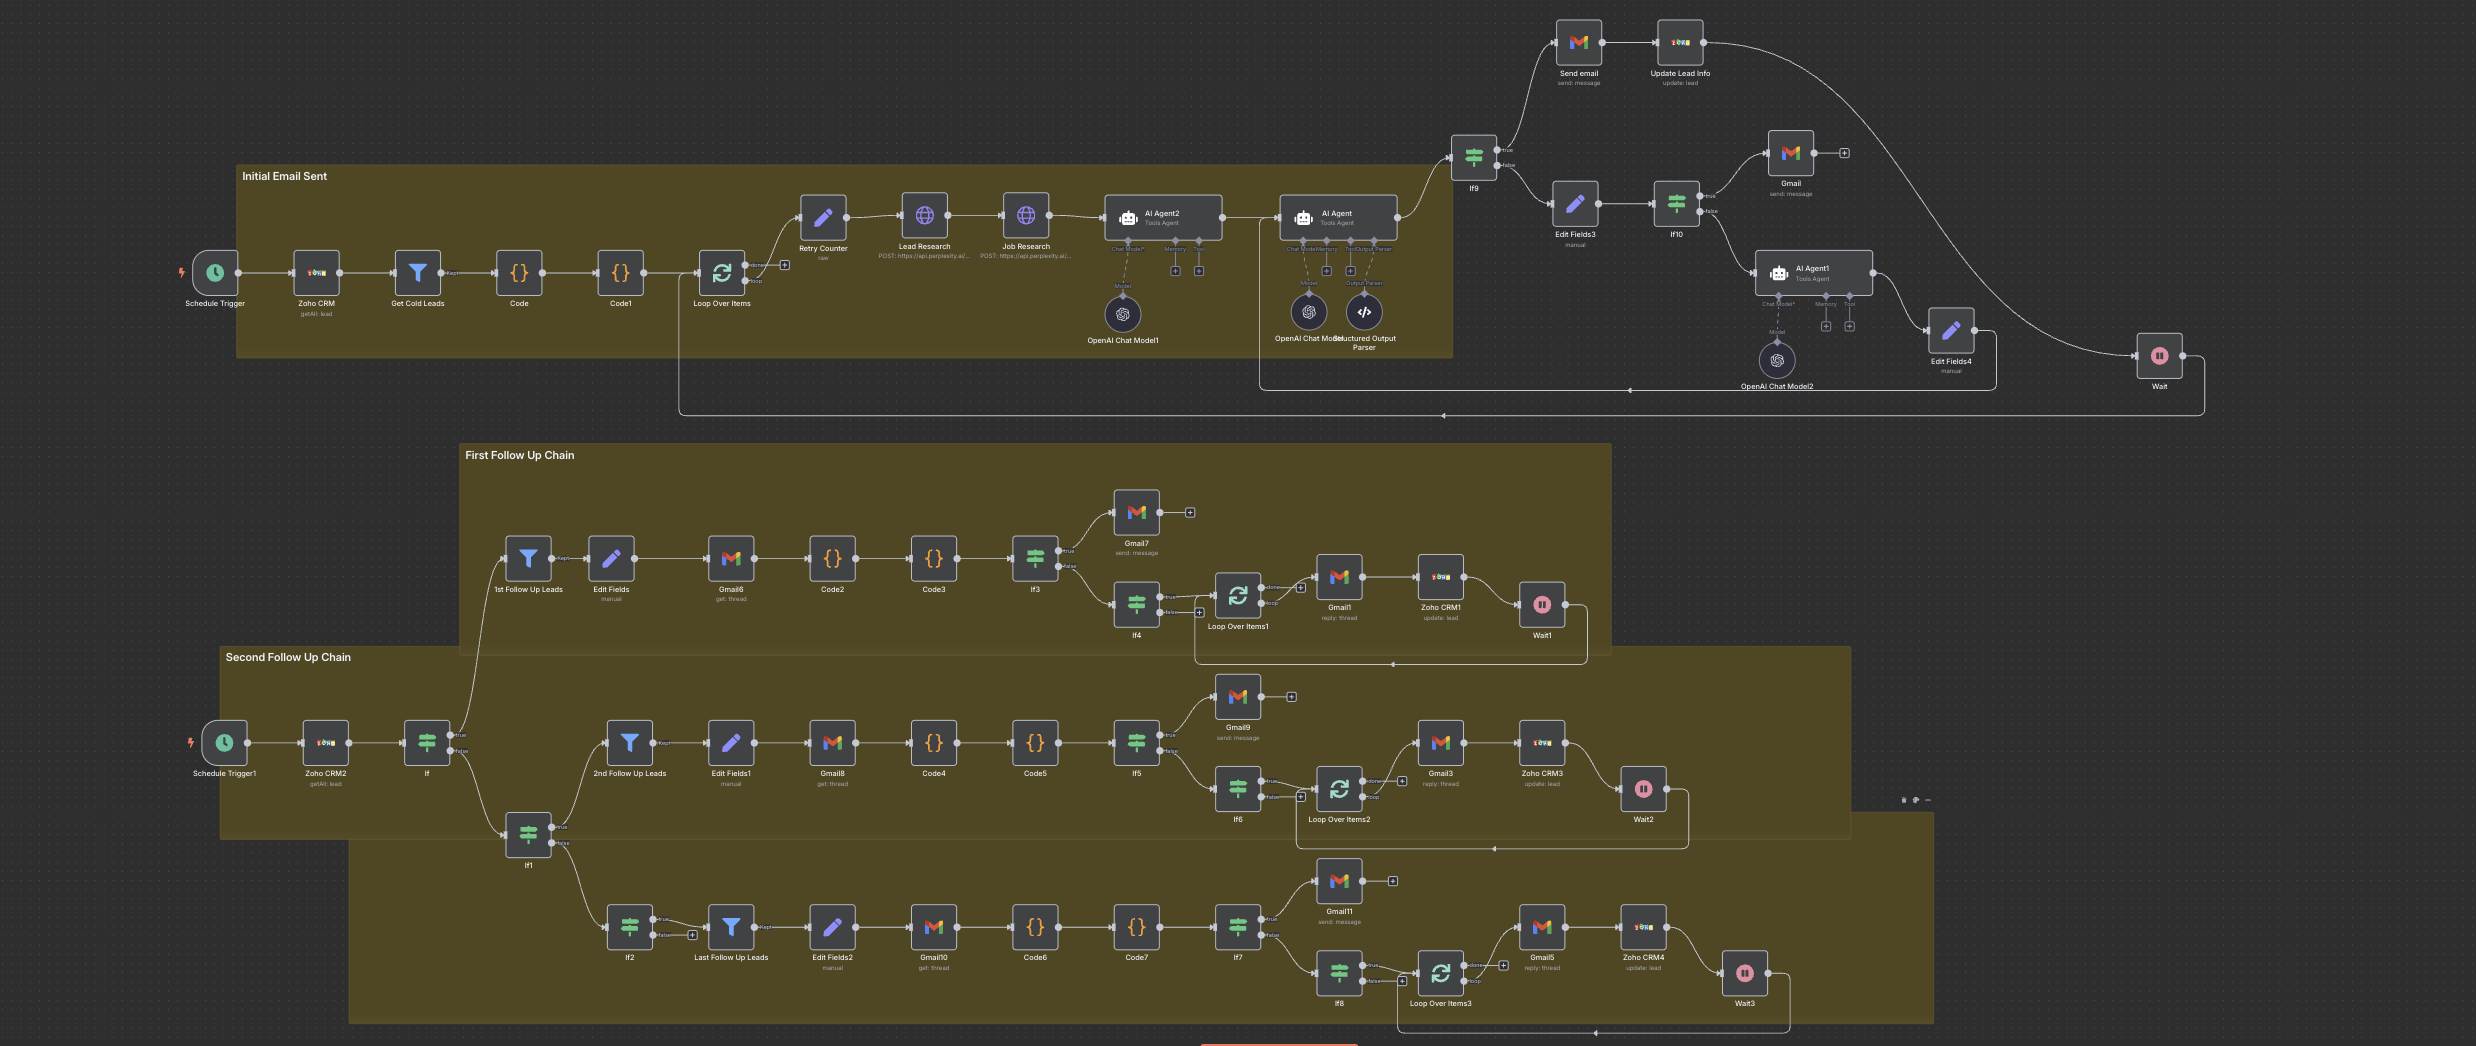 Send email
send: message
Update Lead Info
update: lead
Initial Email Sent
Schedule Trigger
Zoho CRM
getAll: lead
Get Cold Leads
Kept
Code
Code1
Loop Over Items
done
loop
Retry Counter
raw
Lead Research
POST: https://api.perplexity.ai/...
Job Research
POST: https://api.perplexity.ai/...
AI Agent2
Tools Agent
Chat Model*
Memory
Tool
Model
OpenAI Chat Model1
AI Agent
Tools Agent
Chat Model
Memory
Tool
Output Parser
Model
Output Parser
OpenAI Chat Model
Structured Output
Parser
If9
true
false
Edit Fields3
manual
If10
true
false
Gmail
send: message
AI Agent1
Tools Agent
Chat Model*
Memory
Tool
Model
OpenAI Chat Model2
Edit Fields4
manual
Wait
First Follow Up Chain
1st Follow Up Leads
Kept
Edit Fields
manual
Gmail6
get: thread
Code2
Code3
If3
true
false
Gmail7
send: message
If4
true
false
Loop Over Items1
done
loop
Gmail1
reply: thread
Zoho CRM1
update: lead
Wait1
Second Follow Up Chain
Schedule Trigger1
Zoho CRM2
getAll: lead
If
true
false
2nd Follow Up Leads
Kept
Edit Fields1
manual
Gmail8
get: thread
Code4
Code5
If5
true
false
Gmail9
send: message
If6
true
false
Loop Over Items2
done
loop
Gmail3
reply: thread
Zoho CRM3
update: lead
Wait2
If1
true
false
If2
true
false
Last Follow Up Leads
Kept
Edit Fields2
manual
Gmail10
get: thread
Code6
Code7
If7
true
false
Gmail11
send: message
If8
true
false
Loop Over Items3
done
loop
Gmail5
reply: thread
Zoho CRM4
update: lead
Wait3